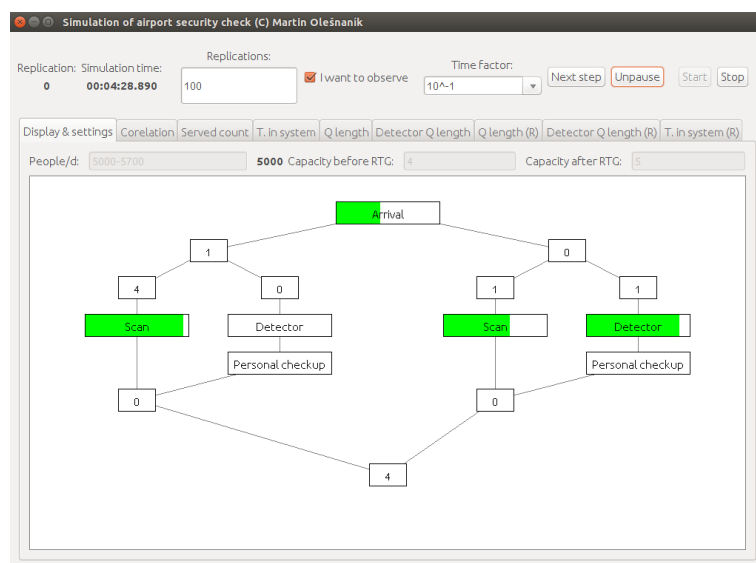 Simulation of airport security check (C) Martin Olešnaník
Replications:
Time factor:
Replication: Simulation time:
0 00:04:28.890
100
I want to observe
10^-1
Next step Unpause Start Stop
Display & settings Corelation Served count T. in system Q length Detector Q length Q length (R) Detector Q length (R) T. in system (R)
People/d: 5000-5700 5000 Capacity before RTG: 4 Capacity after RTG: 5
Arrival
1 0
4 0 1 1
Scan Detector Scan Detector
Personal checkup Personal checkup
0 0
4